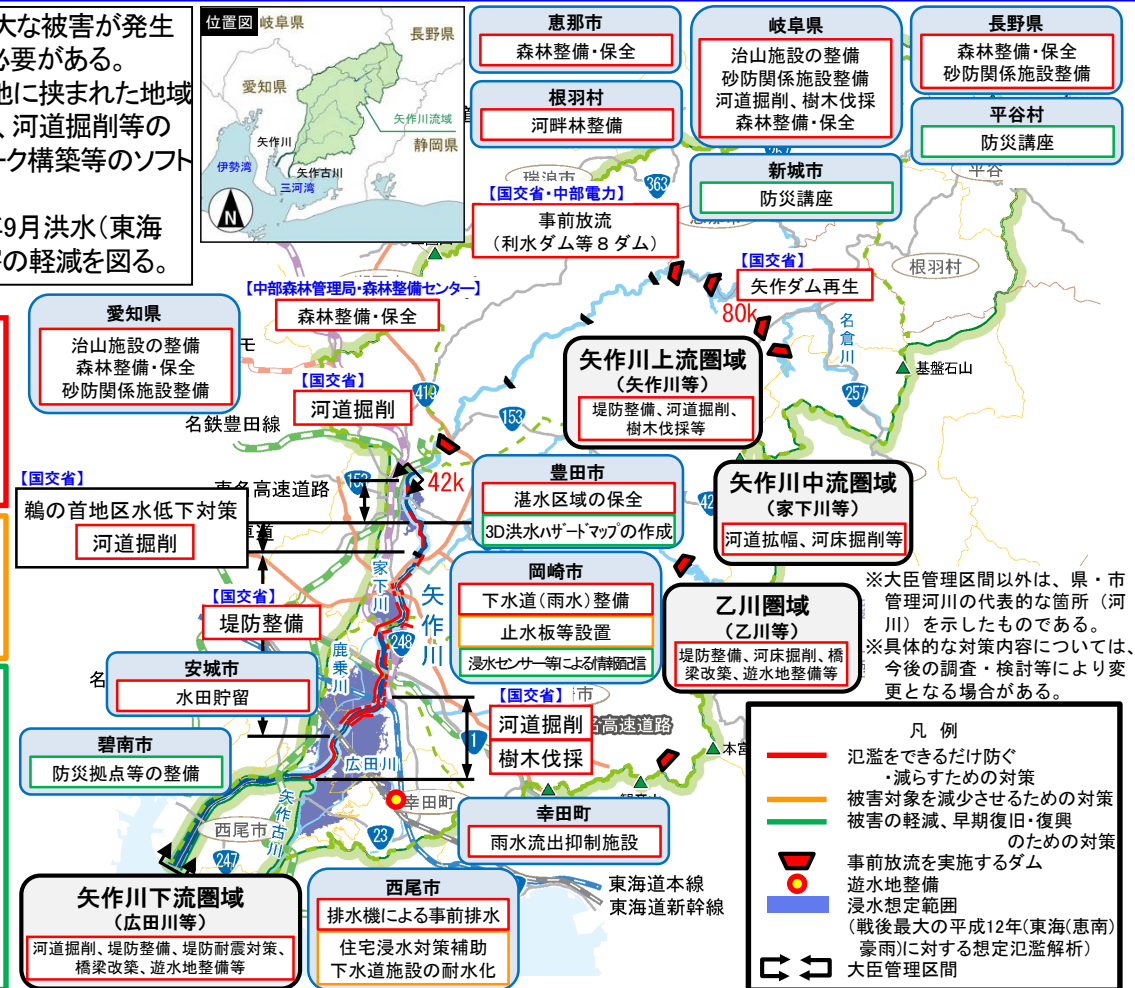 大な被害が発生
必要がある。
地に挟まれた地域
、河道掘削等の
ーク構築等のソフト
年9月洪水(東海
害の軽減を図る。
位置図
岐阜県
長野県
愛知県
矢作川流域
静岡県
矢作川
伊勢湾
矢作古川
三河湾
N
恵那市
森林整備・保全
根羽村
河畔林整備
岐阜県
治山施設の整備
砂防関係施設整備
河道掘削、樹木伐採
森林整備・保全
長野県
森林整備・保全
砂防関係施設整備
平谷村
防災講座
新城市
防災講座
瑞浪市
363
平谷
根羽村
【国交省・中部電力】
事前放流
(利水ダム等8ダム)
【国交省】
矢作ダム再生
80k
名倉川
257
基盤石山
【中部森林管理局・森林整備センター】
森林整備・保全
愛知県
治山施設の整備
森林整備・保全
砂防関係施設整備
モ
【国交省】
河道掘削
419
153
名鉄豊田線
東名高速道路
153
42k
矢作川上流圏域
(矢作川等)
堤防整備、河道掘削、
樹木伐採等
【国交省】
鵜の首地区水低下対策
河道掘削
車道
豊田市
湛水区域の保全
3D洪水ハザードマップの作成
矢作川中流圏域
(家下川等)
河道拡幅、河床掘削等
42
家下川
矢作川
248
鹿乗川
【国交省】
堤防整備
岡崎市
下水道(雨水)整備
止水板等設置
浸水センサー等による情報配信
乙川圏域
(乙川等)
堤防整備、河床掘削、橋
梁改築、遊水地整備等
※大臣管理区間以外は、県・市
管理河川の代表的な箇所(河
川)を示したものである。
※具体的な対策内容については、
今後の調査・検討等により変
更となる場合がある。
安城市
水田貯留
名
【国交省】
河道掘削
樹木伐採
市
名高速道路
1
本宮
碧南市
防災拠点等の整備
広田川
矢作古川
幸田町
西尾市
23
247
幸田町
雨水流出抑制施設
東海道本線
東海道新幹線
矢作川下流圏域
(広田川等)
河道掘削、堤防整備、堤防耐震対策、
橋梁改築、遊水地整備等
西尾市
排水機による事前排水
住宅浸水対策補助
下水道施設の耐水化
凡 例
氾濫をできるだけ防ぐ
・減らすための対策
被害対象を減少させるための対策
被害の軽減、早期復旧・復興
のための対策
事前放流を実施するダム
遊水地整備
浸水想定範囲
(戦後最大の平成12年(東海(恵南)
豪雨)に対する想定氾濫解析)
大臣管理区間